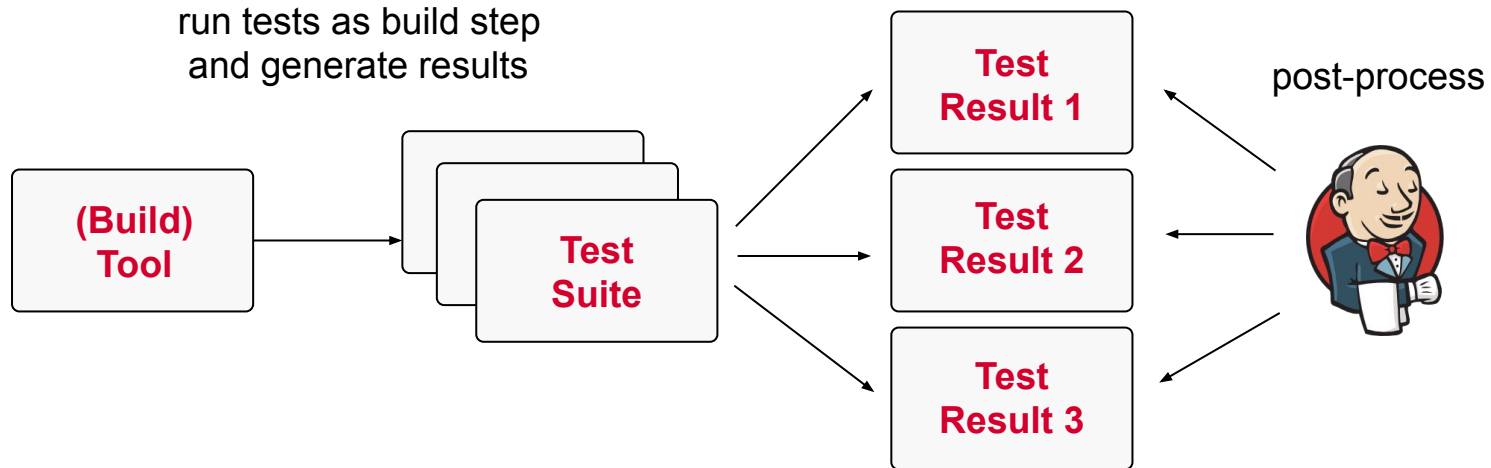 run tests as build step
and generate results
(Build)
Tool
Test
Suite
Test
Result 1
Test
Result 2
Test
Result 3
post-process